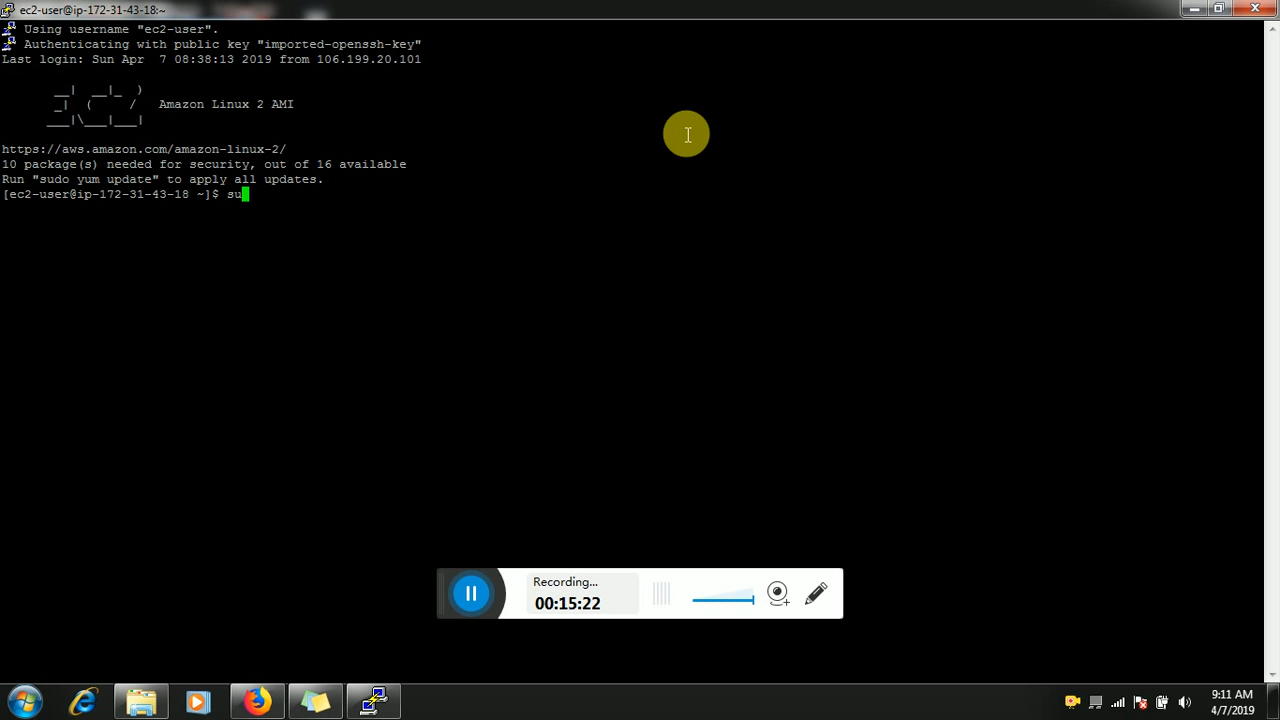 ec2-user@ip-172-31-43-18:~
Using username "ec2-user".
Authenticating with public key "imported-openssh-key"
Last login: Sun Apr  7 08:38:13 2019 from 106.199.20.101
       __|  __|_  )
       _|  (     /   Amazon Linux 2 AMI
      ___|\___|___|
https://aws.amazon.com/amazon-linux-2/
10 package(s) needed for security, out of 16 available
Run "sudo yum update" to apply all updates.
[ec2-user@ip-172-31-43-18 ~]$ su
Recording...
00:15:22
9:11 AM
4/7/2019